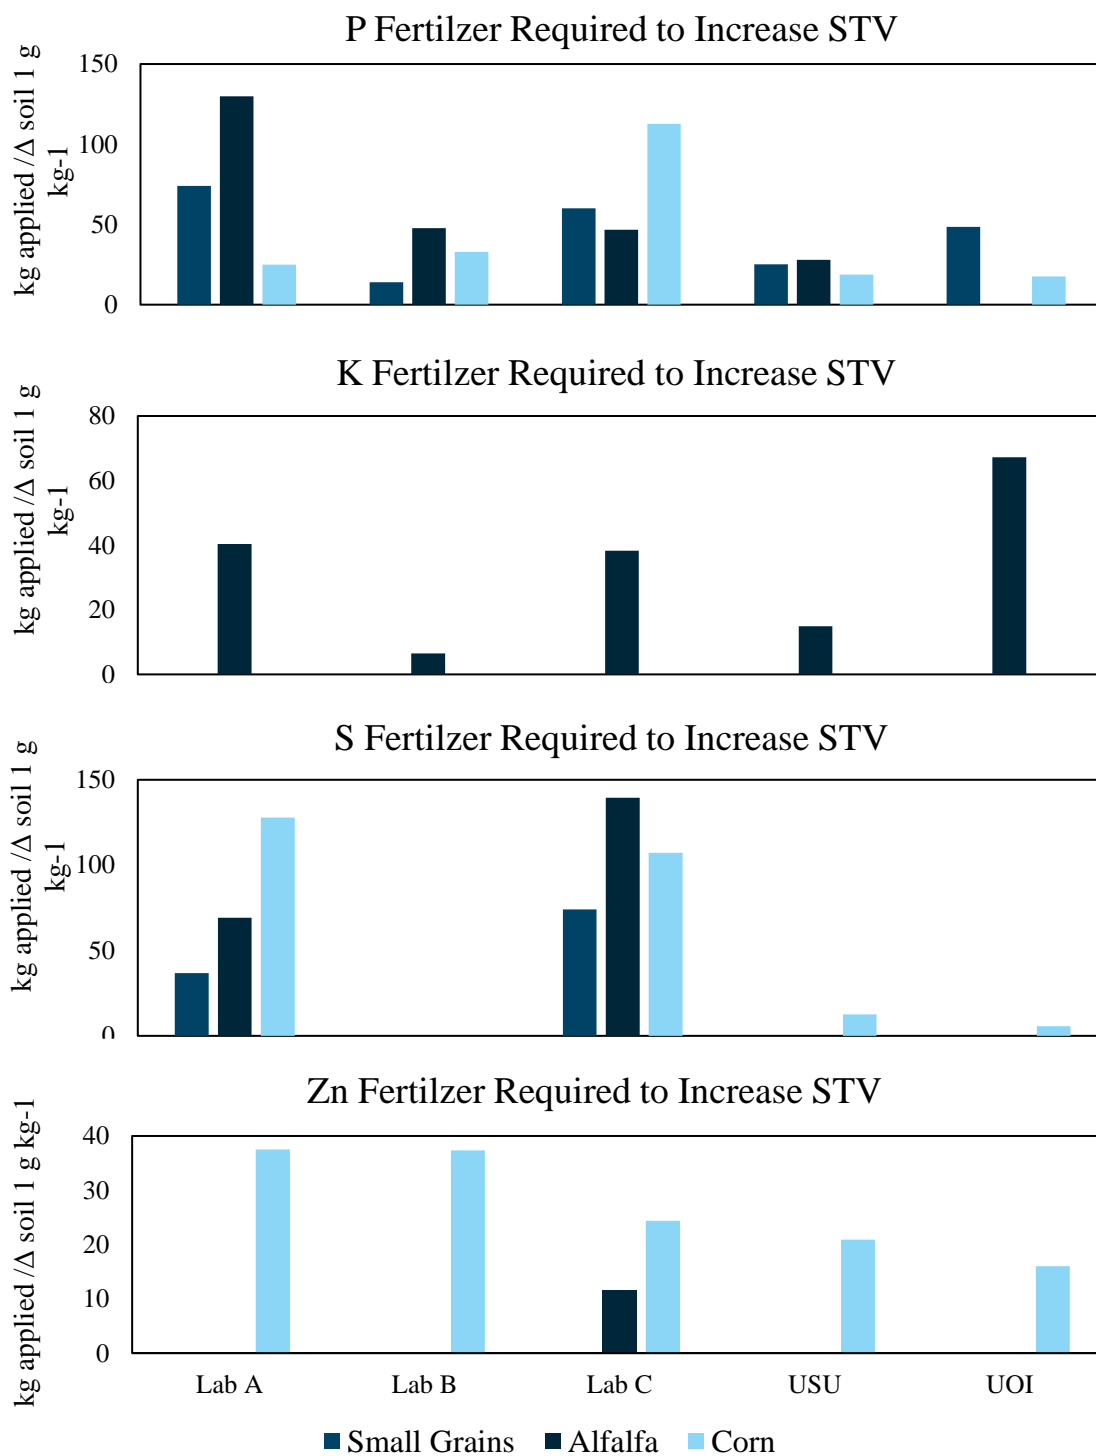 P Fertilzer Required to Increase STV
kg applied /Δ soil 1 g
kg-1
150
100
50
0
K Fertilzer Required to Increase STV
kg applied /Δ soil 1 g
kg-1
80
60
40
20
0
S Fertilzer Required to Increase STV
kg applied /Δ soil 1 g
kg-1
150
100
50
0
Zn Fertilzer Required to Increase STV
kg applied /Δ soil 1 g kg-1
40
30
20
10
0
Lab A Lab B Lab C USU UOI
Small Grains Alfalfa Corn